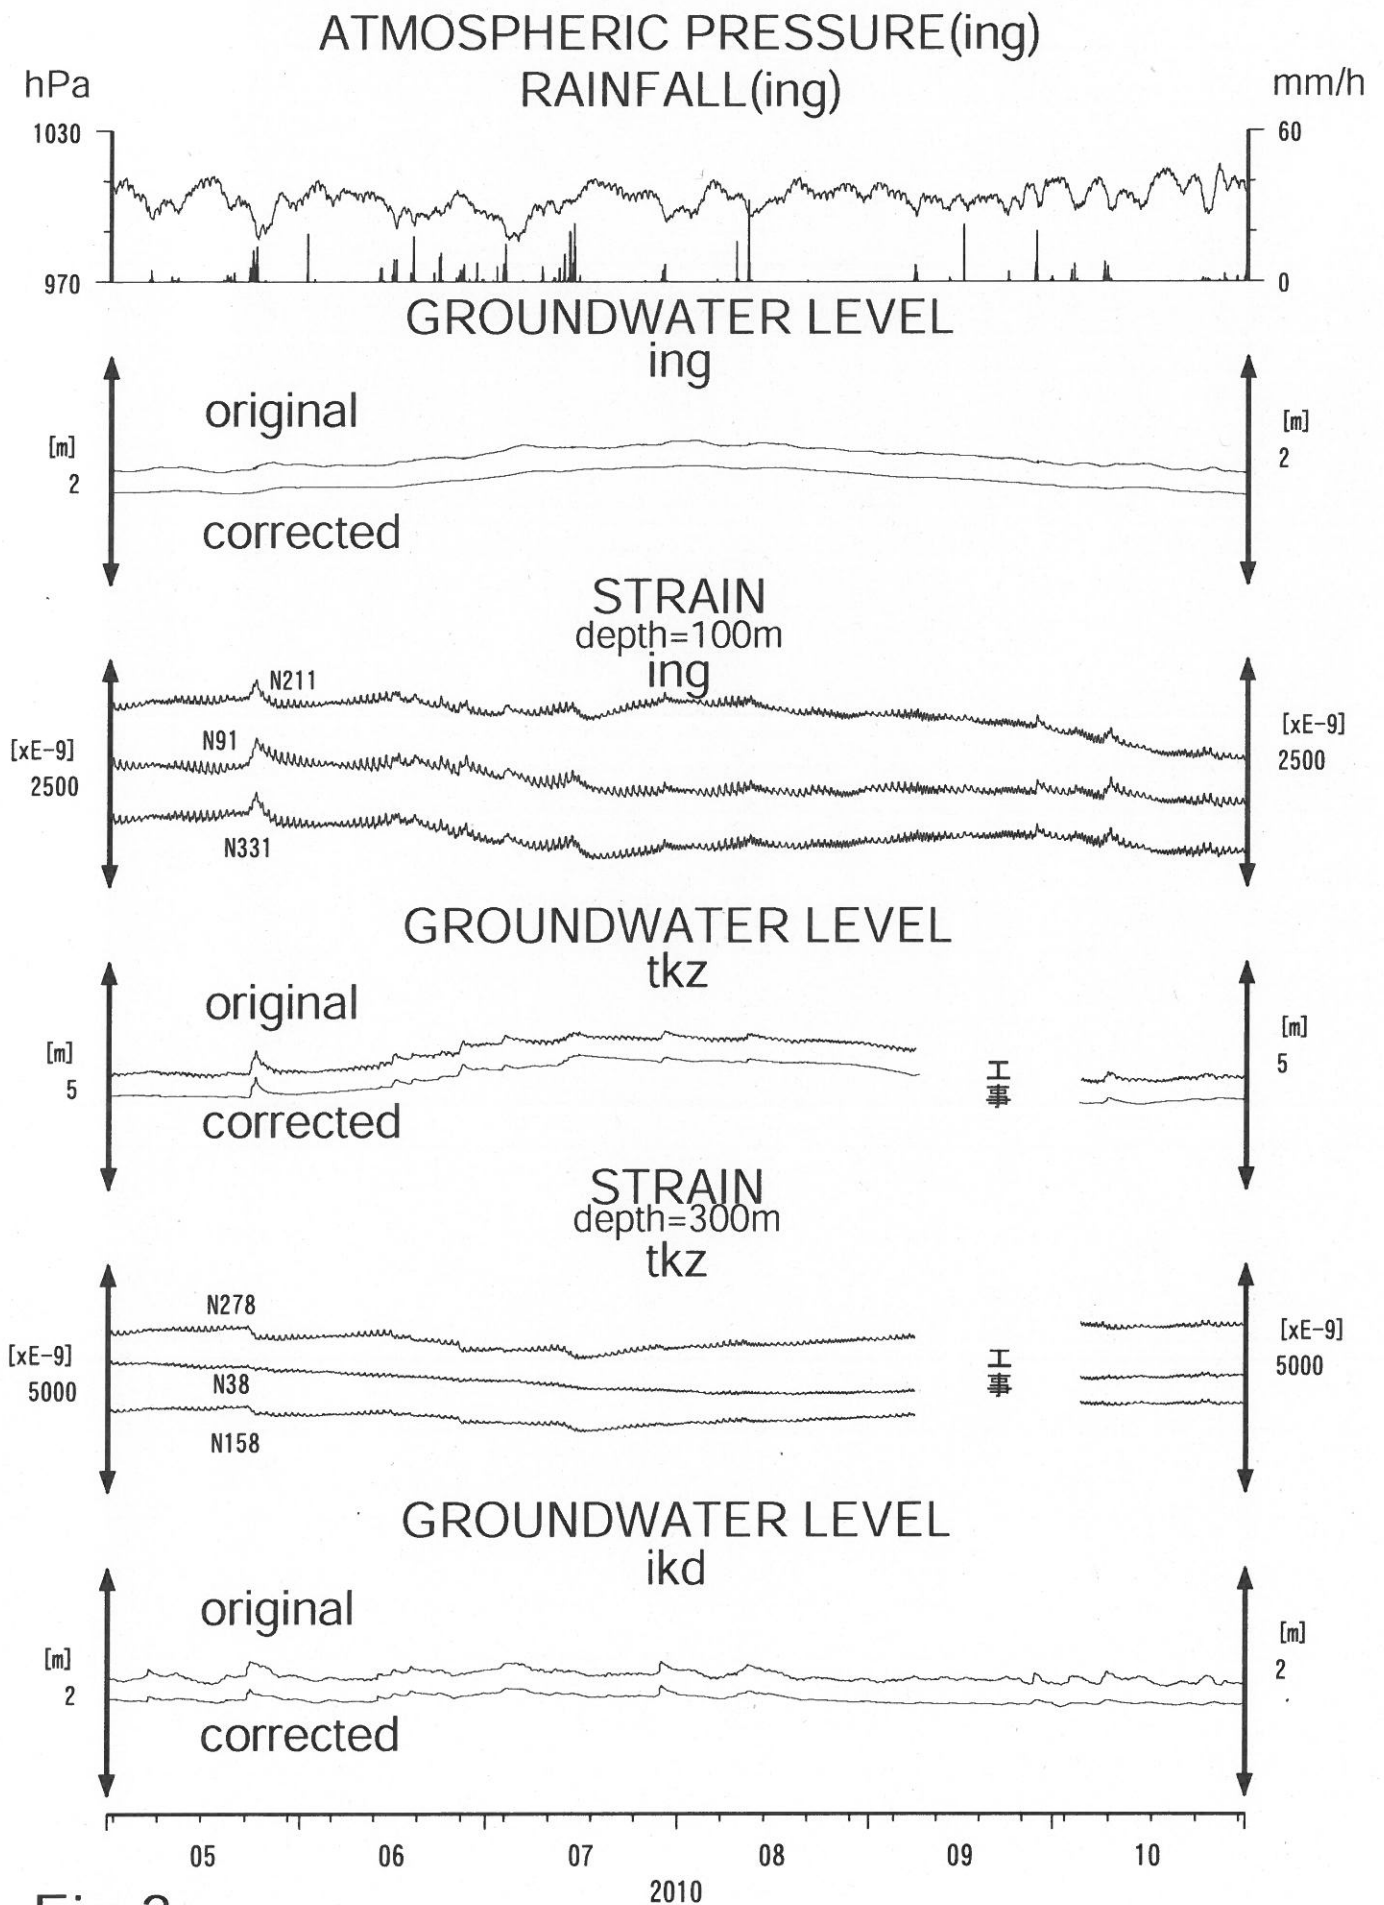 ATMOSPHERIC PRESSURE(ing)
hPa RAINFALL(ing) mm/h
1030 60
970 0
GROUNDWATER LEVEL
ing
original
[m] [m]
2 2
corrected
STRAIN
depth=100m
ing
N211
[xE-9] N91 [xE-9]
2500 2500
N331
GROUNDWATER LEVEL
tkz
original
[m] [m]
5 5
工事
corrected
STRAIN
depth=300m
tkz
N278
[xE-9] [xE-9]
5000 5000
工事
N38
N158
GROUNDWATER LEVEL
ikd
original
[m] [m]
2 2
corrected
05 06 07 08 09 10
2010